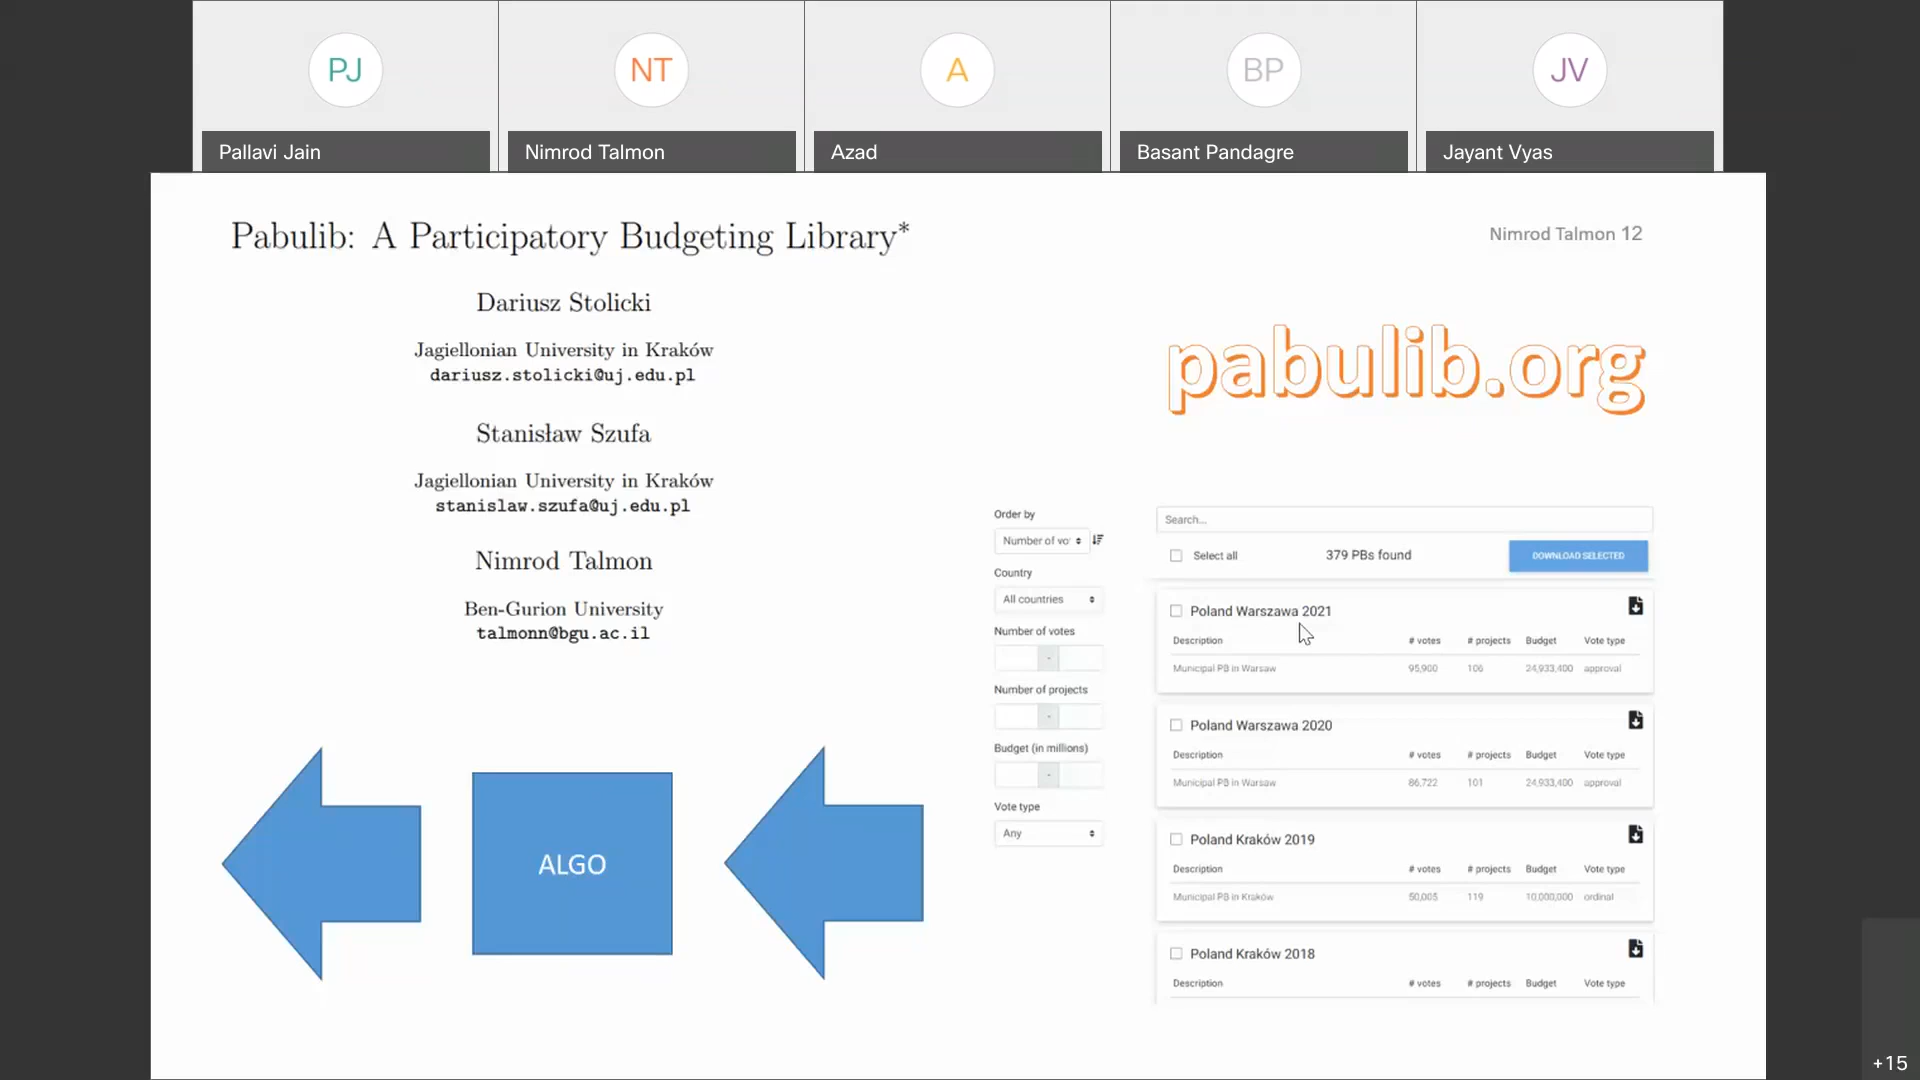 PJ
NT
A
BP
JV
Pallavi Jain
Nimrod Talmon
Azad
Basant Pandagre
Jayant Vyas
Pabulib: A Participatory Budgeting Library*
Nimrod Talmon 12
Dariusz Stolicki
Jagiellonian University in Kraków
dariusz.stolicki@uj.edu.pl
Stanisław Szufa
Jagiellonian University in Kraków
stanislaw.szufa@uj.edu.pl
Nimrod Talmon
Ben-Gurion University
talmonn@bgu.ac.il
ALGO
pabulib.org
Order by
Number of vo
Country
All countries
Number of votes
-
Number of projects
-
Budget (in millions)
-
Vote type
Any
Search...
Select all 379 PBs found DOWNLOAD SELECTED
Poland Warszawa 2021
Description # votes # projects Budget Vote type
Municipal PB in Warsaw 95,900 106 24,933,400 approval
Poland Warszawa 2020
Description # votes # projects Budget Vote type
Municipal PB in Warsaw 86,722 101 24,933,400 approval
Poland Kraków 2019
Description # votes # projects Budget Vote type
Municipal PB in Kraków 50,005 119 10,000,000 ordinal
Poland Kraków 2018
Description # votes # projects Budget Vote type
+15